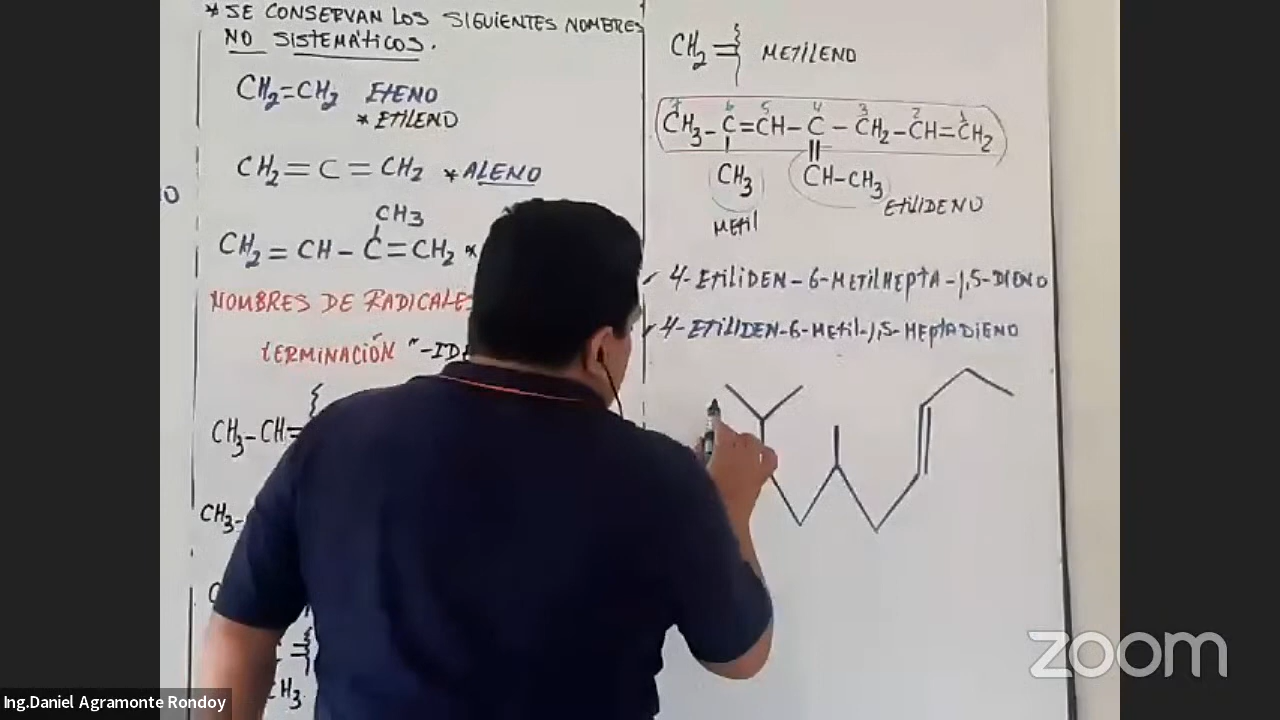 * SE CONSERVAN LOS SIGUIENTES NOMBRES
NO SISTEMÁTICOS.
CH2=CH2 ETENO
* ETILENO
CH2=C=CH2 * ALENO
CH3
CH2=CH-C=CH2 *
NOMBRES DE RADICALES
TERMINACIÓN "-ID
CH3-CH=
CH3-
CH3
CH2= METILENO
7 6 5 4 3 2 1
CH3-C=CH-C-CH2-CH=CH2
CH3 CH-CH3
METIL ETILIDENO
4-ETILIDEN-6-METILHEPTA-1,5-DIENO
4-ETILIDEN-6-METIL-1,5-HEPTADIENO
zoom
Ing.Daniel Agramonte Rondoy